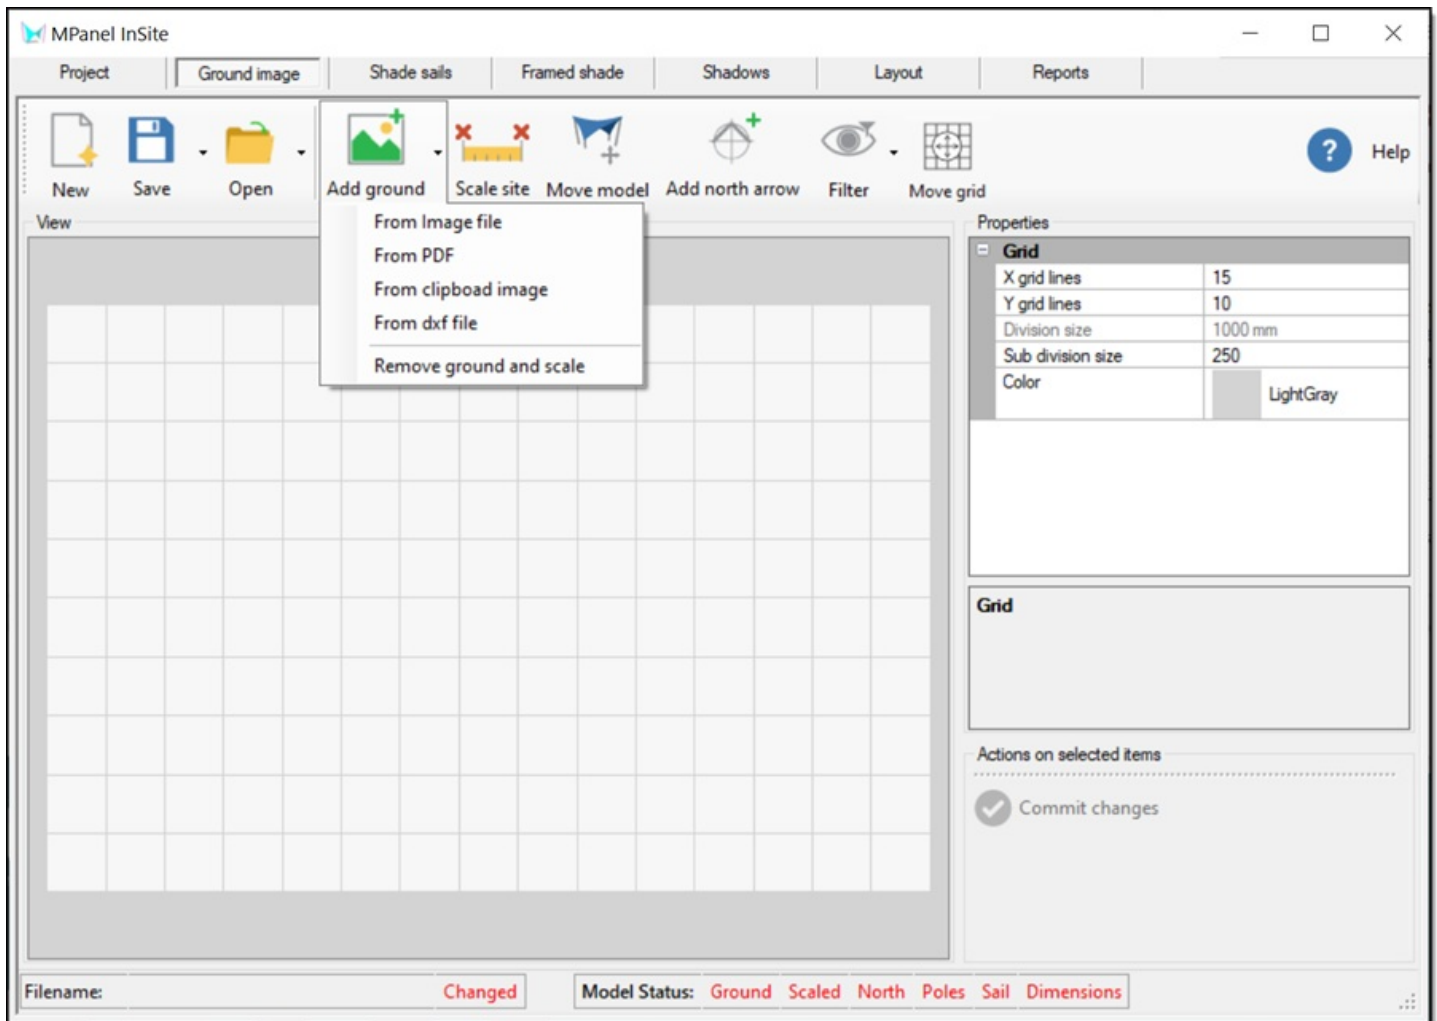 MPanel InSite
Project Ground image Shade sails Framed shade Shadows Layout Reports
New Save Open Add ground Scale site Move model Add north arrow Filter Move grid ? Help
From Image file
From PDF
From clipboad image
From dxf file
Remove ground and scale
View
Properties
Grid
X grid lines 15
Y grid lines 10
Division size 1000 mm
Sub division size 250
Color LightGray
Grid
Actions on selected items
Commit changes
Filename: Changed Model Status: Ground Scaled North Poles Sail Dimensions